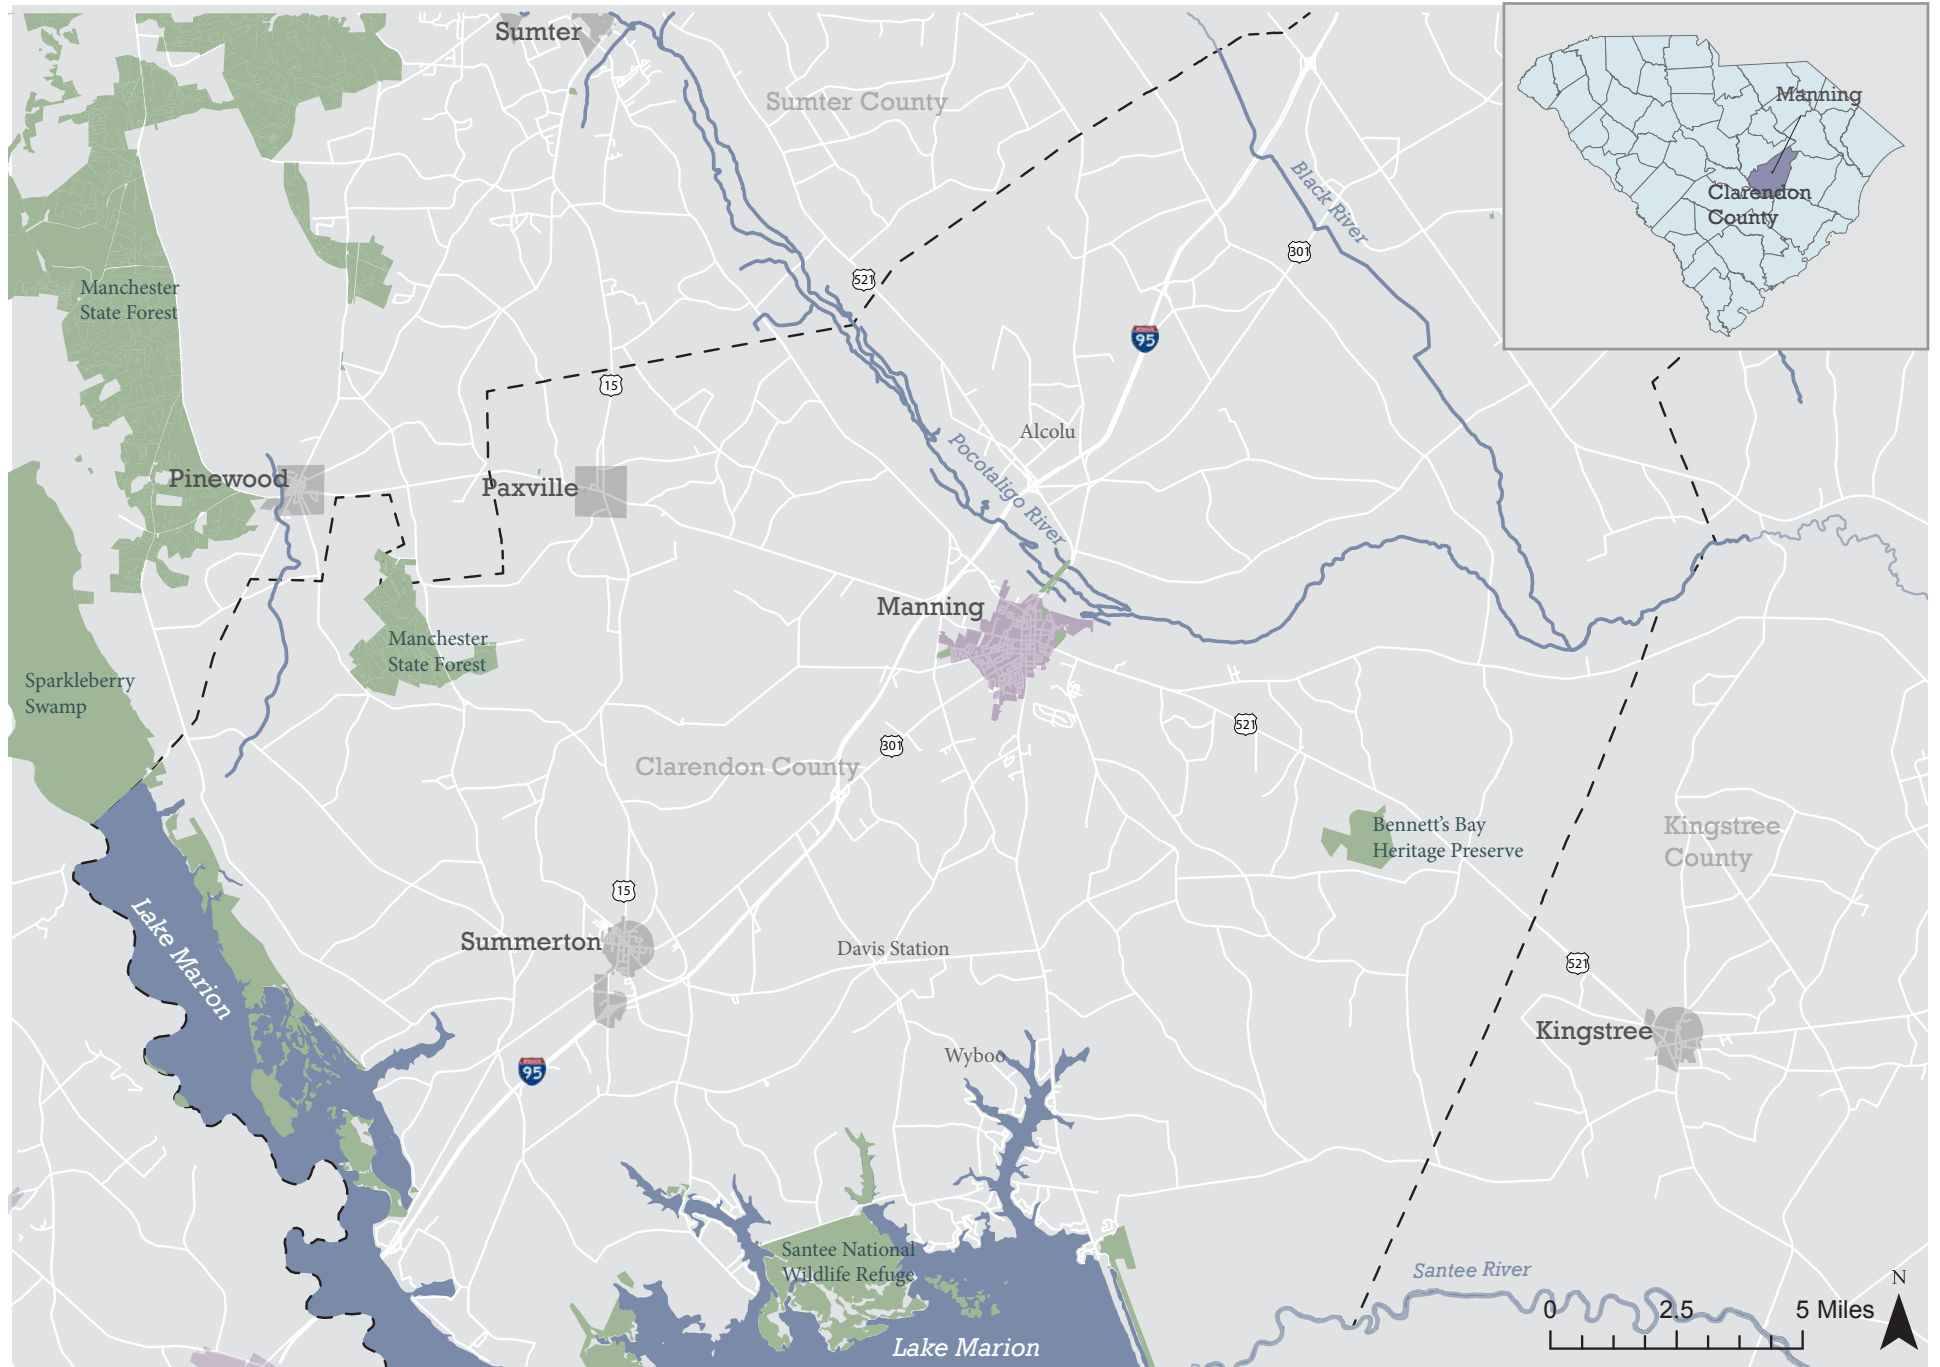 Sumter
Sumter County
Manning
Clarendon
County
Black River
301
521
Manchester
State Forest
95
15
Alcolu
Pocotaligo River
Pinewood
Paxville
Manning
Manchester
State Forest
Sparkleberry
Swamp
521
301
Clarendon County
Bennett's Bay
Heritage Preserve
Kingstree
County
15
Lake Marion
Summerton
Davis Station
521
Kingstree
Wyboo
95
Santee National
Wildlife Refuge
Santee River
N
0 2.5 5 Miles
Lake Marion